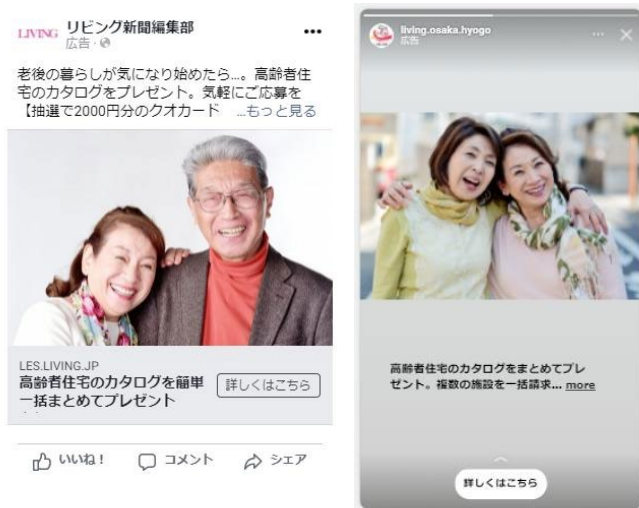 LIVING リビング新聞編集部
広告・
老後の暮らしが気になり始めたら...。高齢者住
宅のカタログをプレゼント。気軽にご応募を
【抽選で2000円分のクオカード ...もっと見る
LES.LIVING.JP
高齢者住宅のカタログを簡単
一括まとめてプレゼント
詳しくはこちら
いいね！ コメント シェア
living.osaka.hyogo
広告
高齢者住宅のカタログをまとめてプレ
ゼント。複数の施設を一括請求... more
詳しくはこちら